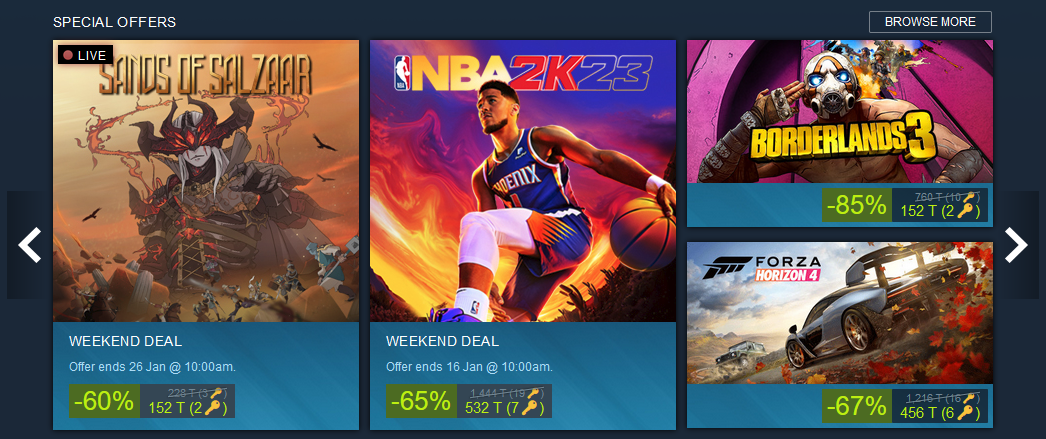 SPECIAL OFFERS
BROWSE MORE
LIVE
SANDS OF SALZAAR
WEEKEND DEAL
Offer ends 26 Jan @ 10:00am.
-60%
228 T (3🔑)
152 T (2🔑)
NBA 2K23
PHOENIX
WEEKEND DEAL
Offer ends 16 Jan @ 10:00am.
-65%
1,444 T (19🔑)
532 T (7🔑)
BORDERLANDS 3
-85%
760 T (10🔑)
152 T (2🔑)
FORZA
HORIZON 4
-67%
1,216 T (16🔑)
456 T (6🔑)